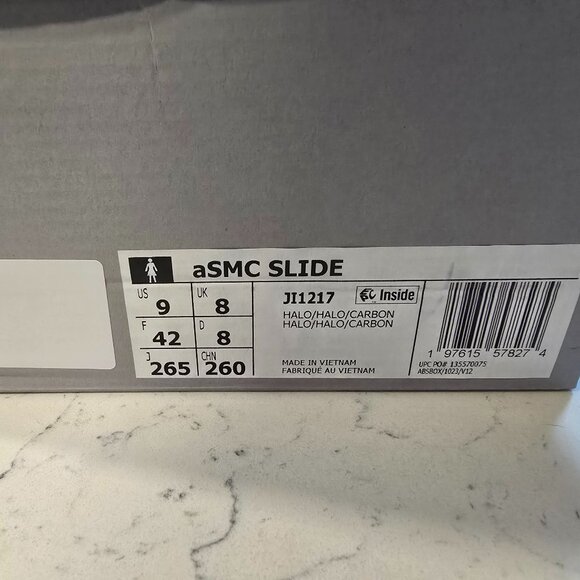 aSMC SLIDE
US 9 UK 8
F 42 D 8
J 265 CHN 260
JI1217
Inside
HALO/HALO/CARBON
HALO/HALO/CARBON
MADE IN VIETNAM
FABRIQUÉ AU VIETNAM
1 97615 57827 4
UPC PO# 135570075
ABSBOX/1023/V12